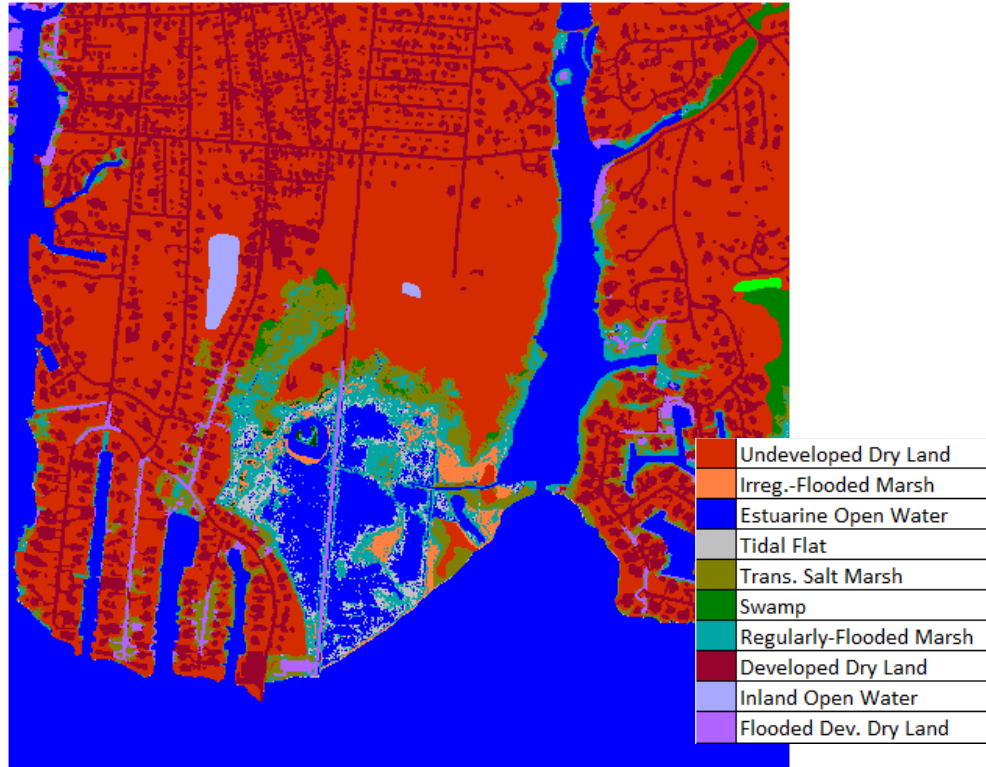 Undeveloped Dry Land
Irreg.-Flooded Marsh
Estuarine Open Water
Tidal Flat
Trans. Salt Marsh
Swamp
Regularly-Flooded Marsh
Developed Dry Land
Inland Open Water
Flooded Dev. Dry Land